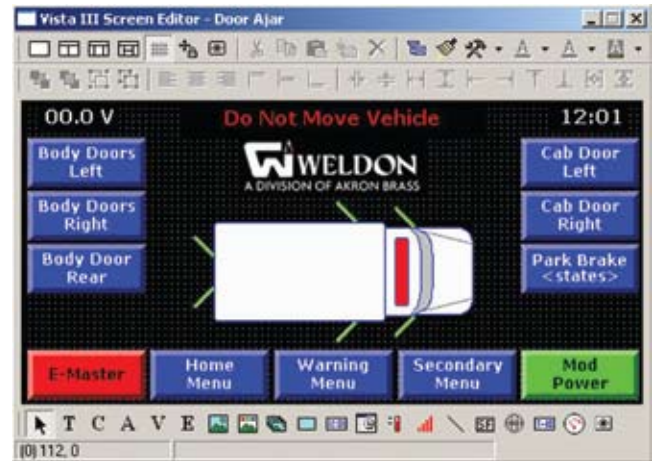 Vista III Screen Editor - Door Ajar
00.0 V
Do Not Move Vehicle
12:01
Body Doors
Left
WELDON
A DIVISION OF AKRON BRASS
Cab Door
Left
Body Doors
Right
Cab Door
Right
Body Door
Rear
Park Brake
<states>
E-Master
Home
Menu
Warning
Menu
Secondary
Menu
Mod
Power
T C A V E
SF
(0) 112, 0